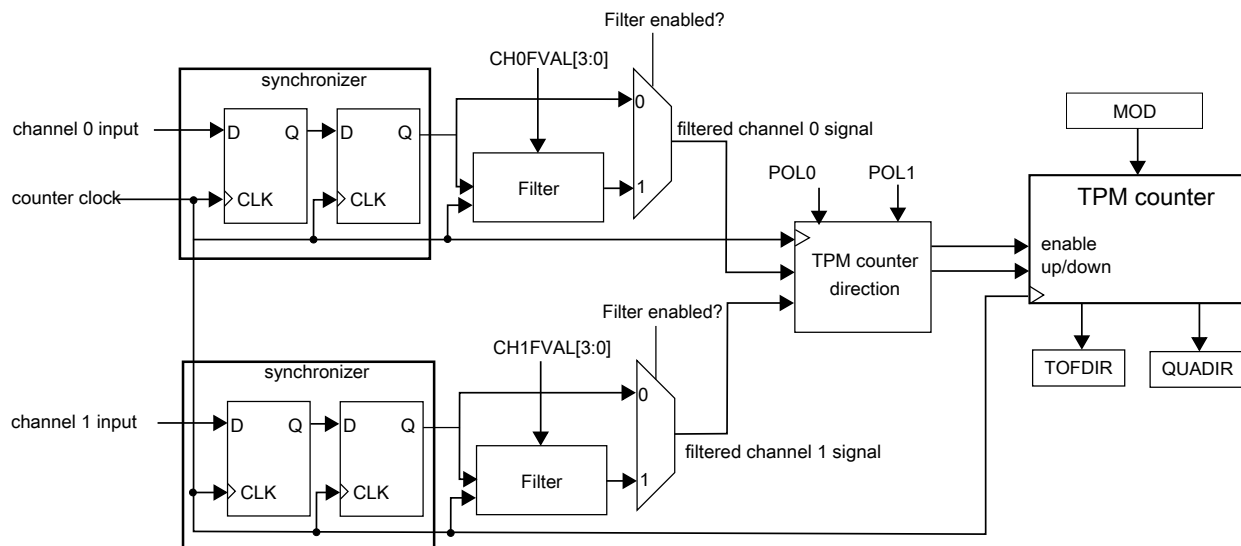 Filter enabled?
CH0FVAL[3:0]
synchronizer
0
channel 0 input
D
Q
D
Q
filtered channel 0 signal
MOD
counter clock
CLK
CLK
Filter
1
POL0
POL1
TPM counter
enable
up/down
TPM counter
direction
Filter enabled?
CH1FVAL[3:0]
synchronizer
TOFDIR
QUADIR
0
channel 1 input
D
Q
D
Q
filtered channel 1 signal
CLK
CLK
Filter
1